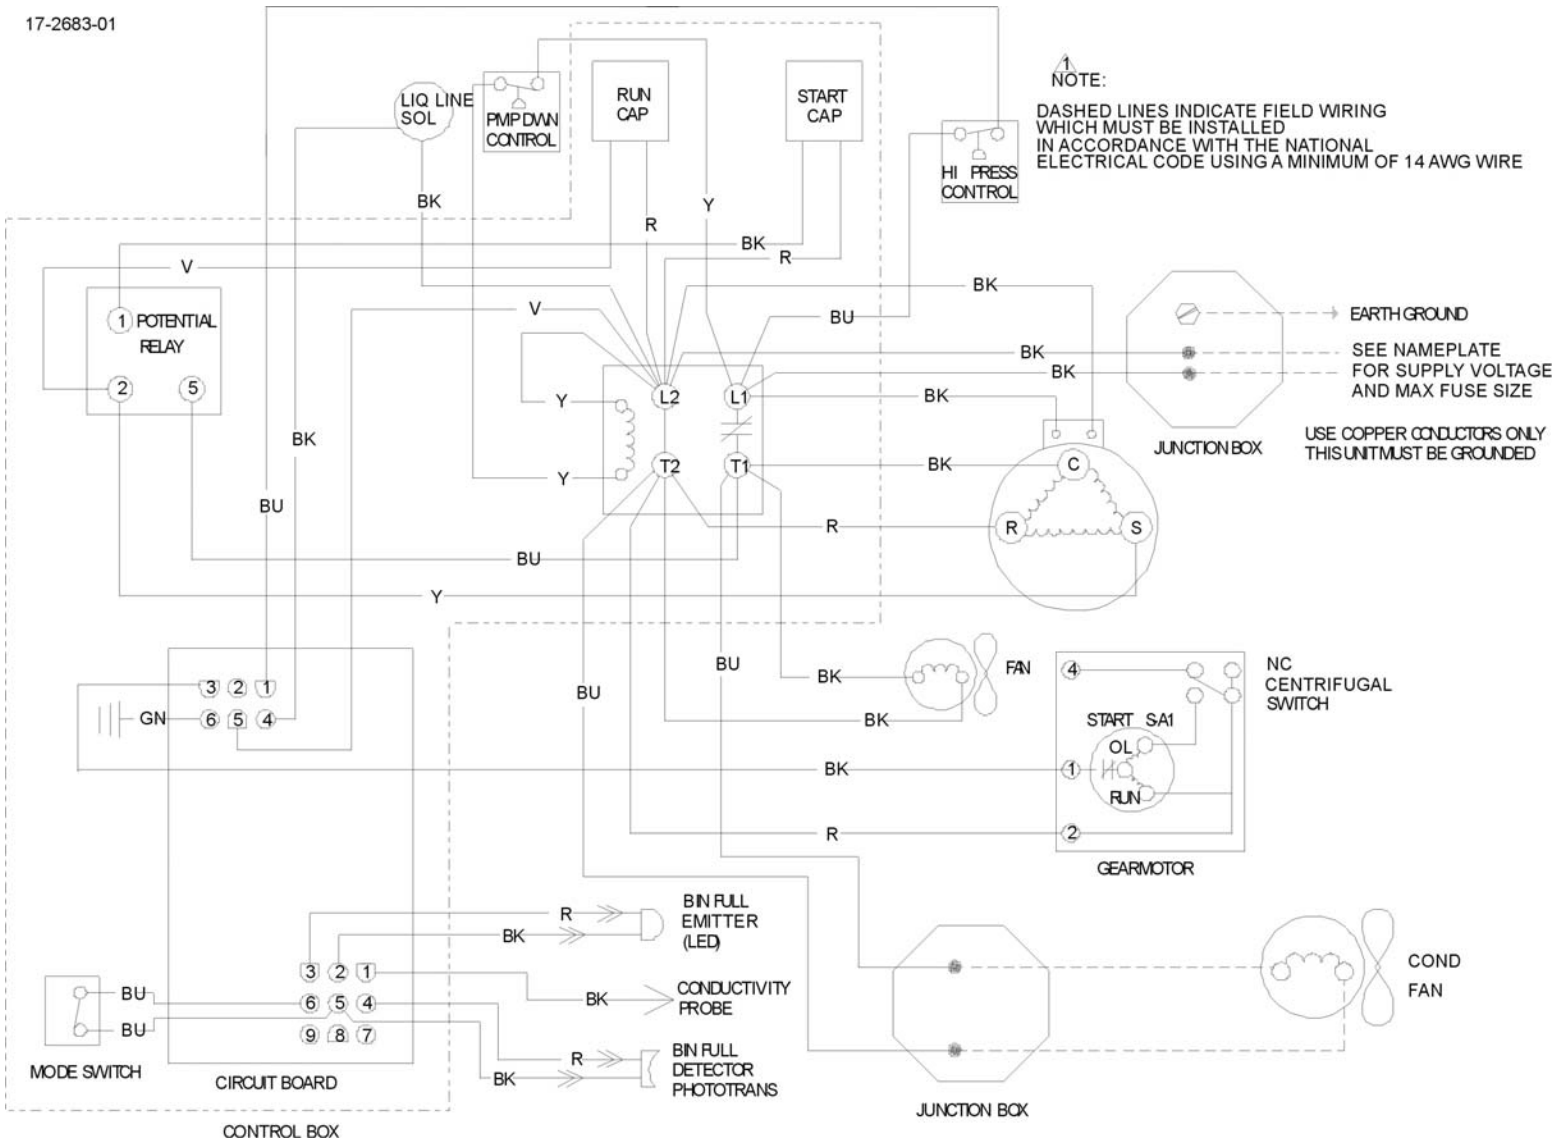 17-2683-01
LIQ LINE
SOL
PMP DWN
CONTROL
RUN
CAP
START
CAP
HI PRESS
CONTROL
1
NOTE:
DASHED LINES INDICATE FIELD WIRING
WHICH MUST BE INSTALLED
IN ACCORDANCE WITH THE NATIONAL
ELECTRICAL CODE USING A MINIMUM OF 14 AWG WIRE
BK
Y
R
BK
R
V
V
BU
BK
1 POTENTIAL
RELAY
2
5
EARTH GROUND
SEE NAMEPLATE
FOR SUPPLY VOLTAGE
AND MAX FUSE SIZE
BK
BK
BK
JUNCTION BOX
USE COPPER CONDUCTORS ONLY
THIS UNIT MUST BE GROUNDED
Y
L2
L1
BK
Y
T2
T1
BK
C
R
R
S
BU
BU
Y
BU
BU
BK
FAN
BK
4
NC
CENTRIFUGAL
SWITCH
START S-A1
OL
1
RUN
2
GEARMOTOR
3 2 1
GN
6 5 4
BK
R
R
BK
BIN FULL
EMITTER
(LED)
3 2 1
BU
6 5 4
BU
9 8 7
MODE SWITCH
CIRCUIT BOARD
BK
CONDUCTIVITY
PROBE
R
BK
BIN FULL
DETECTOR
PHOTOTRANS
COND
FAN
JUNCTION BOX
CONTROL BOX